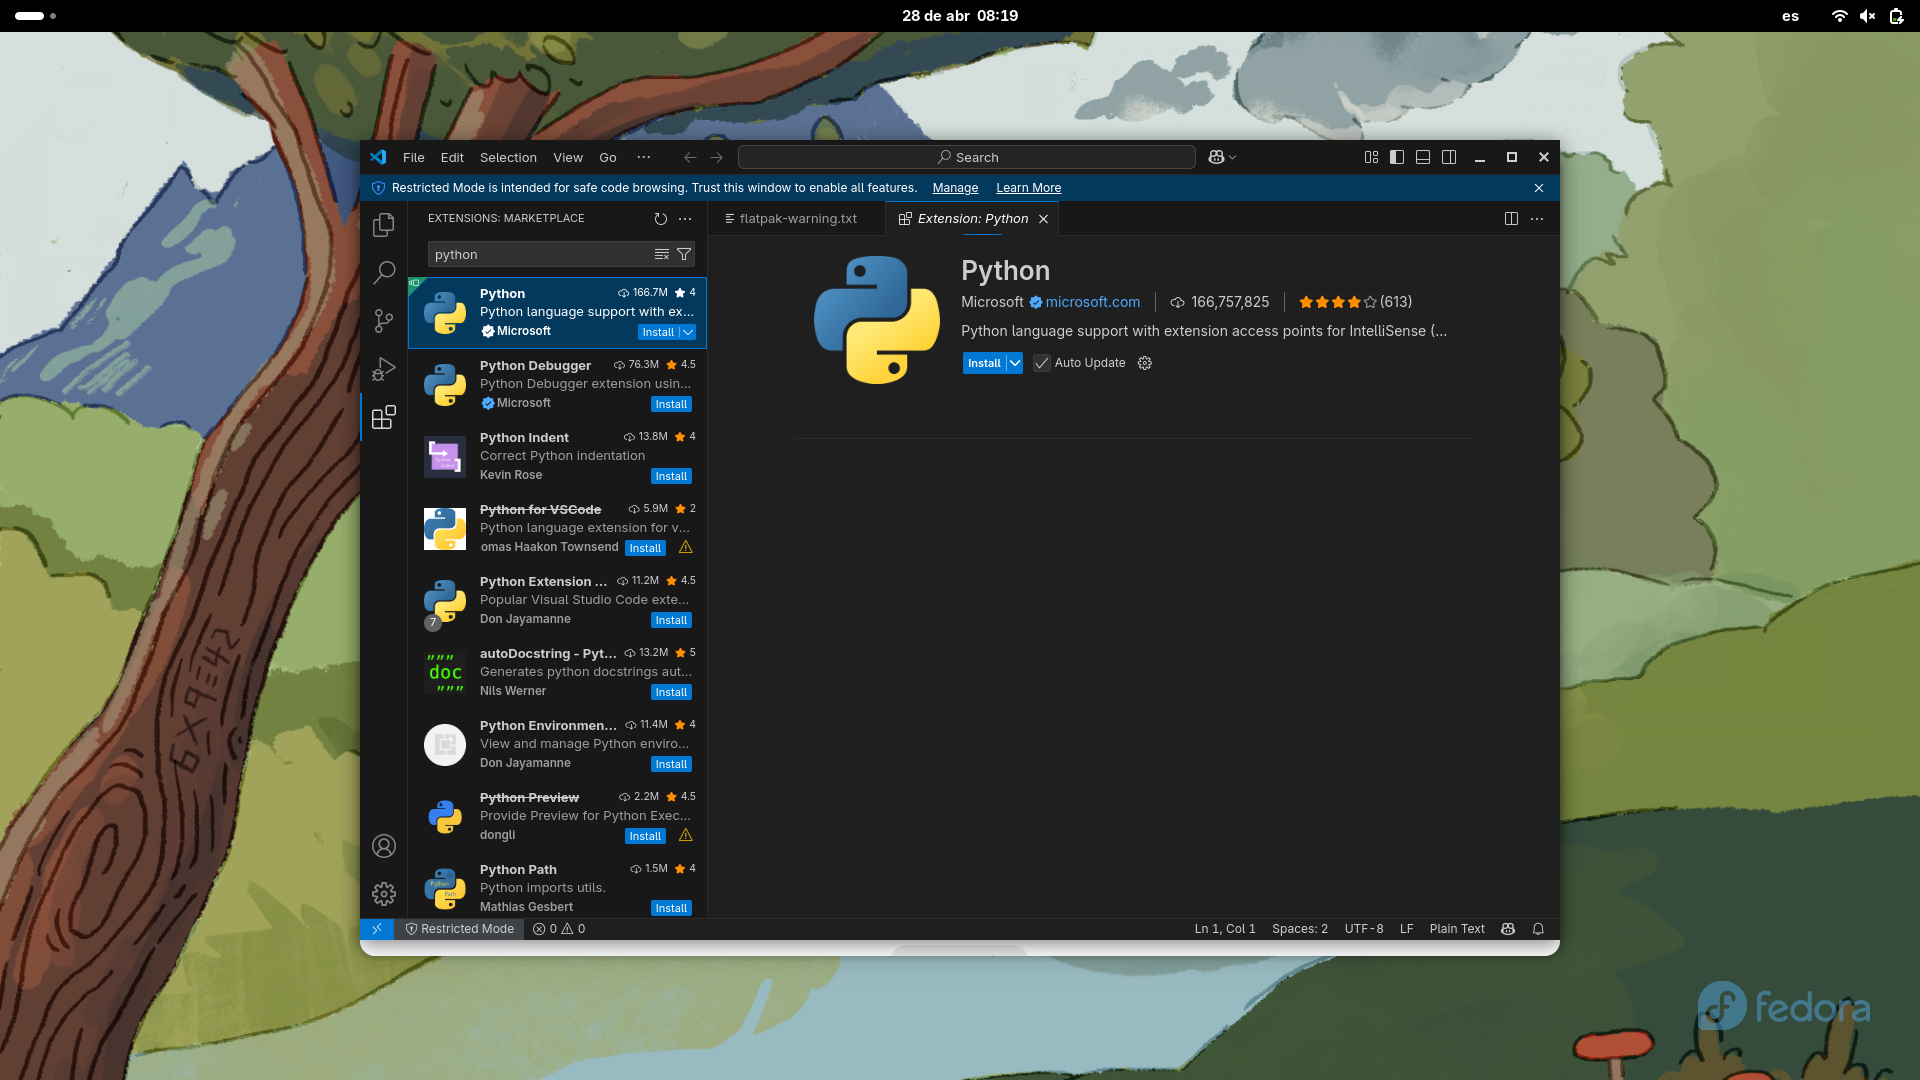 28 de abr 08:19
es
File Edit Selection View Go ···
Search
Restricted Mode is intended for safe code browsing. Trust this window to enable all features. Manage Learn More
EXTENSIONS: MARKETPLACE
flatpak-warning.txt
Extension: Python
python
Python 166.7M 4
Python language support with ex...
Microsoft Install
Python Debugger 76.3M 4.5
Python Debugger extension usin...
Microsoft Install
Python Indent 13.8M 4
Correct Python indentation
Kevin Rose Install
Python for VSCode 5.9M 2
Python language extension for v...
omas Haakon Townsend Install
Python Extension ... 11.2M 4.5
Popular Visual Studio Code exte...
7
Don Jayamanne Install
autoDocstring - Pyt... 13.2M 5
Generates python docstrings aut...
Nils Werner Install
""" doc """
Python Environmen... 11.4M 4
View and manage Python enviro...
Don Jayamanne Install
Python Preview 2.2M 4.5
Provide Preview for Python Exec...
dongli Install
Python Path 1.5M 4
Python imports utils.
Mathias Gesbert Install
Python
Microsoft microsoft.com 166,757,825 (613)
Python language support with extension access points for IntelliSense (...
Install Auto Update
Restricted Mode 0 0
Ln 1, Col 1 Spaces: 2 UTF-8 LF Plain Text
6×9=42
fedora